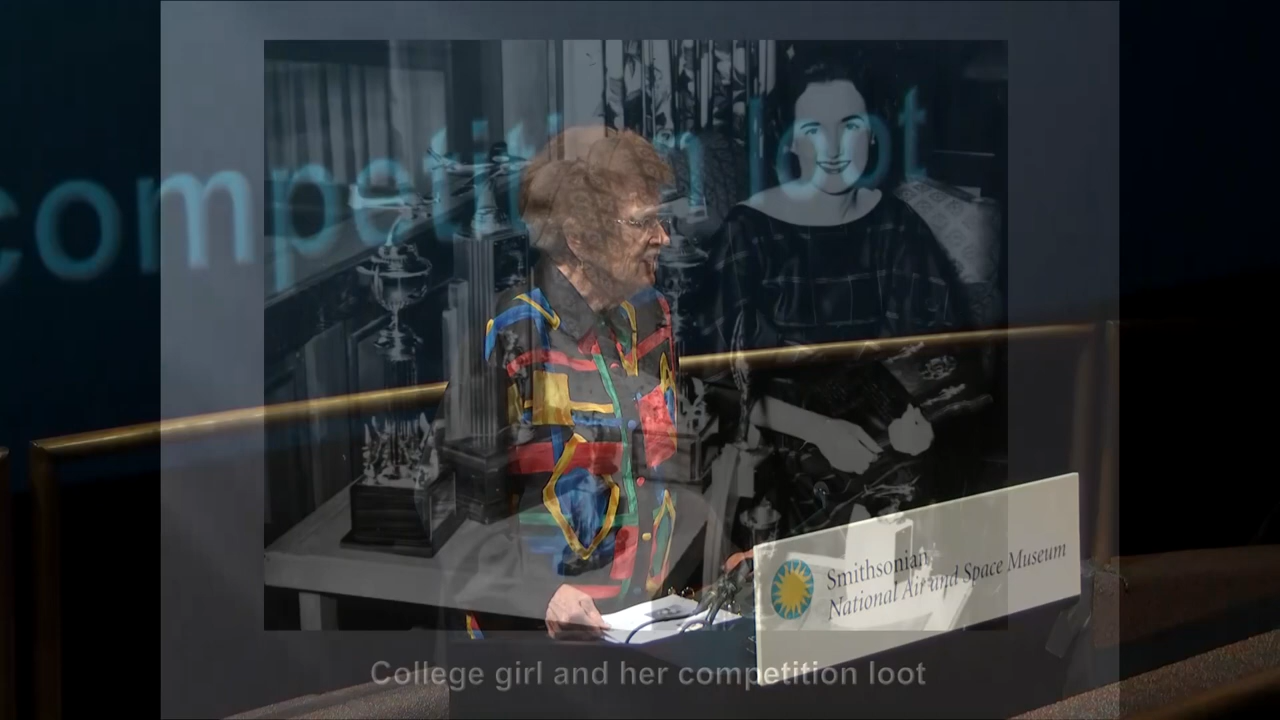 competition loot
Smithsonian
National Air and Space Museum
College girl and her competition loot